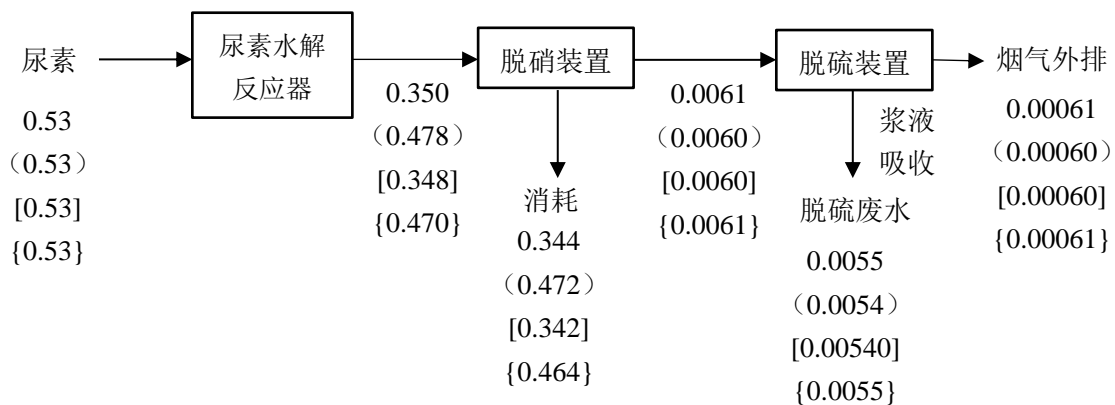 尿素
0.53
（0.53）
[0.53]
{0.53}
尿素水解
反应器
0.350
（0.478）
[0.348]
{0.470}
脱硝装置
消耗
0.344
（0.472）
[0.342]
{0.464}
0.0061
（0.0060）
[0.0060]
{0.0061}
脱硫装置
浆液
吸收
脱硫废水
0.0055
（0.0054）
[0.00540]
{0.0055}
烟气外排
0.00061
（0.00060）
[0.00060]
{0.00061}